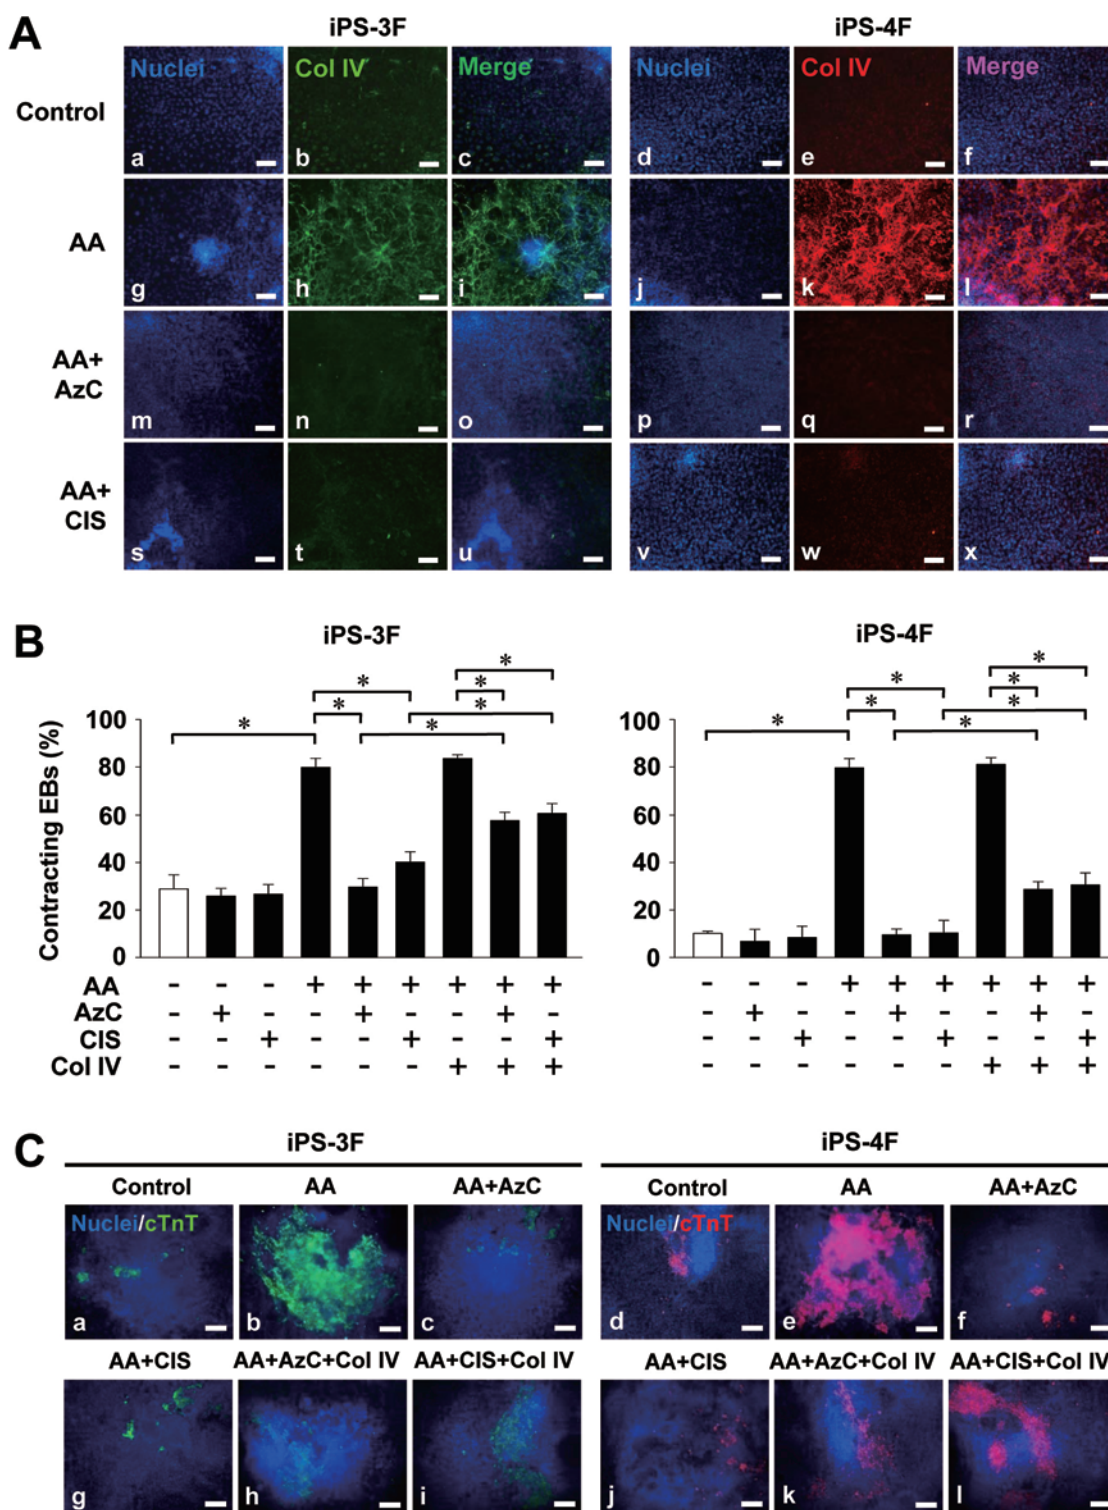 A
iPS-3F
iPS-4F
Nuclei Col IV Merge Nuclei Col IV Merge
Control
a b c d e f
AA
g h i j k l
AA+
AzC
m n o p q r
AA+
CIS
s t u v w x
B
iPS-3F
iPS-4F
* * * * * * *
* * * * * * *
Contracting EBs (%)
100
80
60
40
20
0
100
80
60
40
20
0
AA - - - + + + + + + - - - + + + + + +
AzC - + - - + - - + - - + - - + - - + -
CIS - - + - - + - - + - - + - - + - - +
Col IV - - - - - - + + + - - - - - - + + +
C
iPS-3F
iPS-4F
Control AA AA+AzC Control AA AA+AzC
Nuclei/cTnT Nuclei/cTnT
a b c d e f
AA+CIS AA+AzC+Col IV AA+CIS+Col IV AA+CIS AA+AzC+Col IV AA+CIS+Col IV
g h i j k l